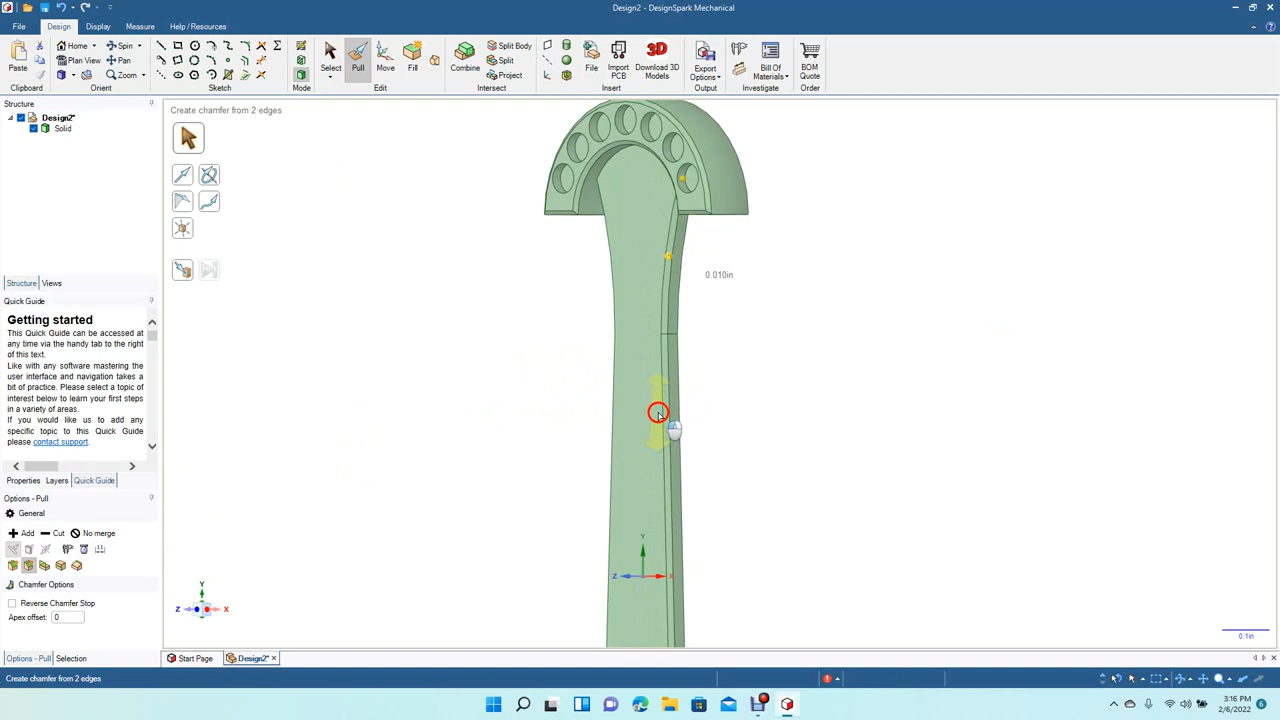 Design2 - DesignSpark Mechanical
File Design Display Measure Help / Resources
Paste
Home Spin
Plan View Pan
Zoom
Select Pull Move Fill
Combine
Split Body
Split
Project
File Import PCB Download 3D Models
Export Options Bill Of Materials BOM Quote
Clipboard Orient Sketch Mode Edit Intersect Insert Output Investigate Order
Structure
Design2*
Solid
Create chamfer from 2 edges
0.010in
Structure Views
Quick Guide
Getting started
This Quick Guide can be accessed at
any time via the handy tab to the right
of this text.
Like with any software mastering the
user interface and navigation takes a
bit of practice. Please select a topic of
interest below to learn your first steps
in a variety of areas.
If you would like us to add any
specific topic to this Quick Guide
please contact support.
Properties Layers Quick Guide
Options - Pull
General
Add Cut No merge
Chamfer Options
Reverse Chamfer Stop
Apex offset: 0
Y
Z X
Y
Z X
0.1in
Options - Pull Selection
Start Page Design2*
Create chamfer from 2 edges
3:16 PM
2/6/2022